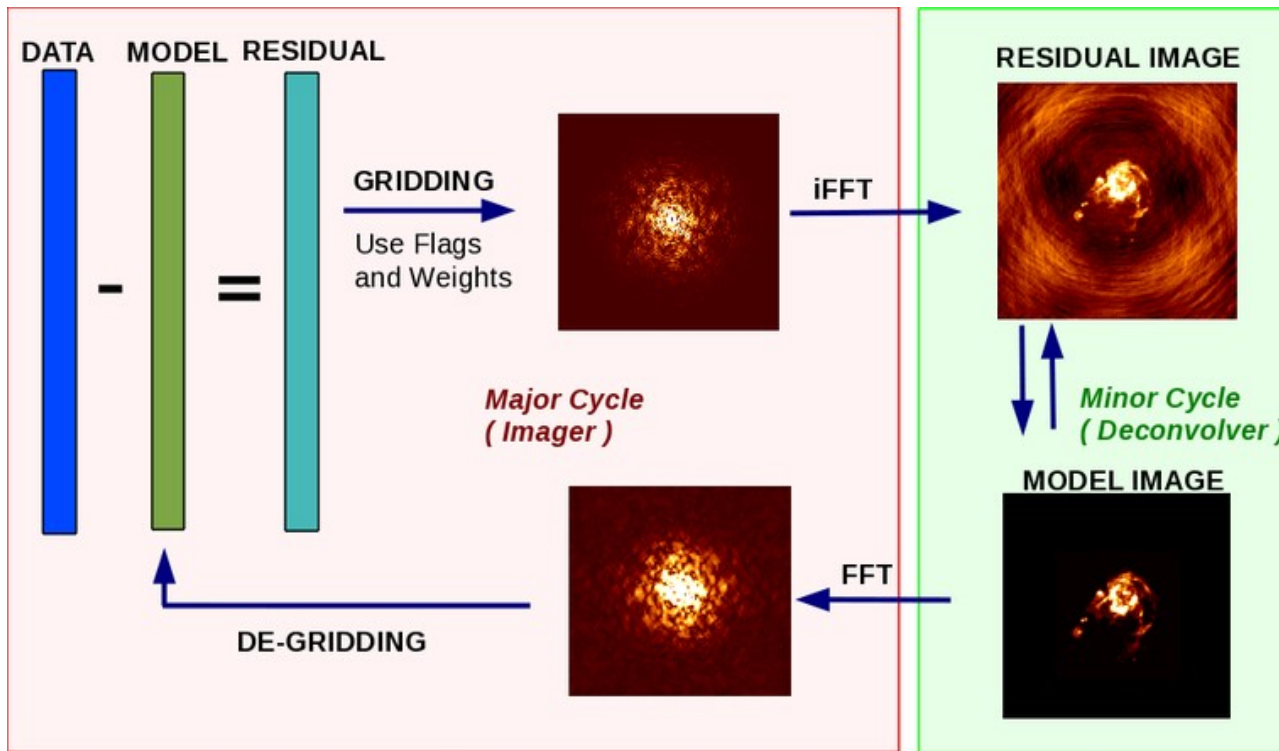 DATA
MODEL
RESIDUAL
-
=
GRIDDING
Use Flags
and Weights
iFFT
RESIDUAL IMAGE
Major Cycle
( Imager )
Minor Cycle
( Deconvolver )
MODEL IMAGE
FFT
DE-GRIDDING